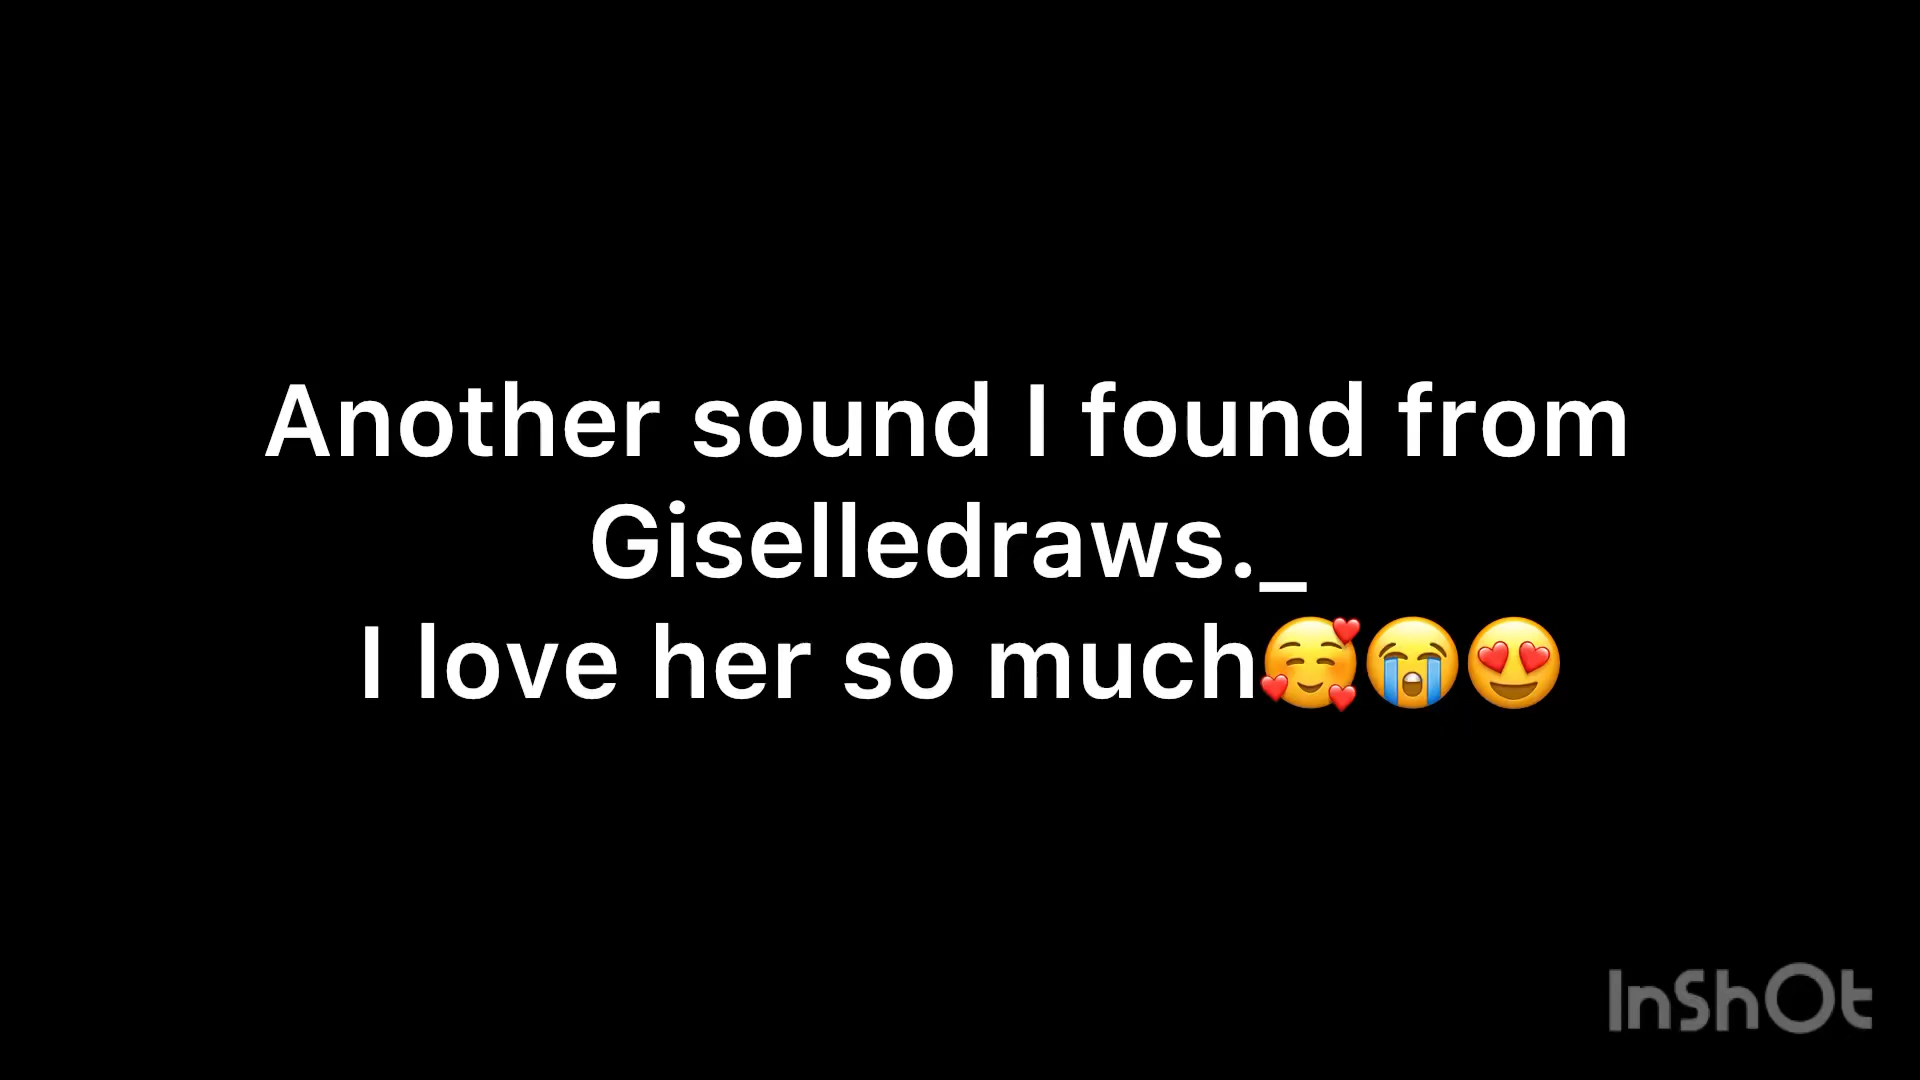 Another sound I found from
Giselledraws._
I love her so much🥰😭😍
InShOt